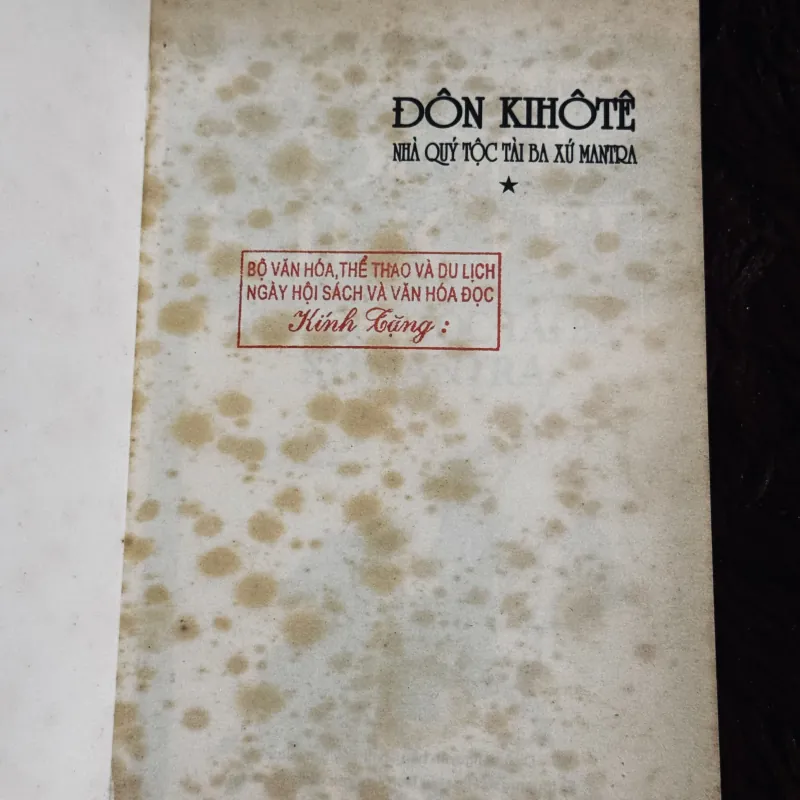 ĐÔN KIHÔTÊ
NHÀ QUÝ TỘC TÀI BA XỨ MANTRA
★
BỘ VĂN HÓA, THỂ THAO VÀ DU LỊCH
NGÀY HỘI SÁCH VÀ VĂN HÓA ĐỌC
Kính Tặng :